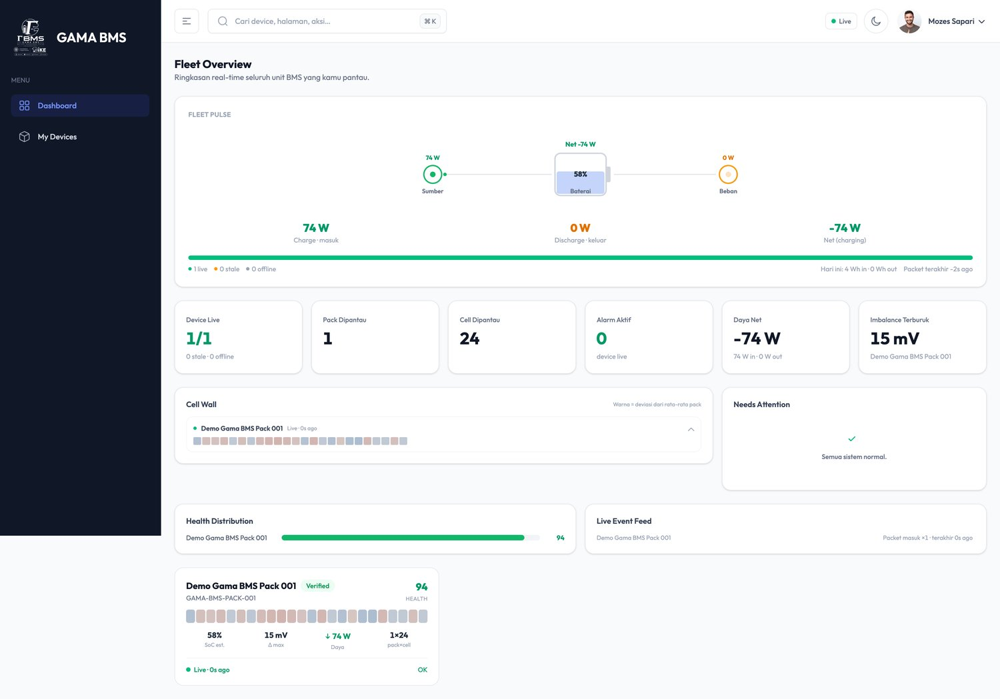 ΓBMS
GAMA BMS
MENU
Dashboard
My Devices
Cari device, halaman, aksi...
⌘ K
Live
Mozes Sapari
Fleet Overview
Ringkasan real-time seluruh unit BMS yang kamu pantau.
FLEET PULSE
Net -74 W
74 W
0 W
58%
Sumber
Baterai
Beban
74 W
0 W
-74 W
Charge · masuk
Discharge · keluar
Net (charging)
1 live 0 stale 0 offline
Hari ini: 4 Wh in · 0 Wh out Packet terakhir ~2s ago
Device Live
1/1
0 stale · 0 offline
Pack Dipantau
1
Cell Dipantau
24
Alarm Aktif
0
device live
Daya Net
-74 W
74 W in · 0 W out
Imbalance Terburuk
15 mV
Demo Gama BMS Pack 001
Cell Wall
Warna = deviasi dari rata-rata pack
Demo Gama BMS Pack 001 Live · 0s ago
Needs Attention
Semua sistem normal.
Health Distribution
Demo Gama BMS Pack 001
94
Live Event Feed
Demo Gama BMS Pack 001
Packet masuk ×1 · terakhir 0s ago
Demo Gama BMS Pack 001 Verified
94
GAMA-BMS-PACK-001
HEALTH
58%
15 mV
↓ 74 W
1×24
SoC est.
Δ max
Daya
pack×cell
Live · 0s ago
OK